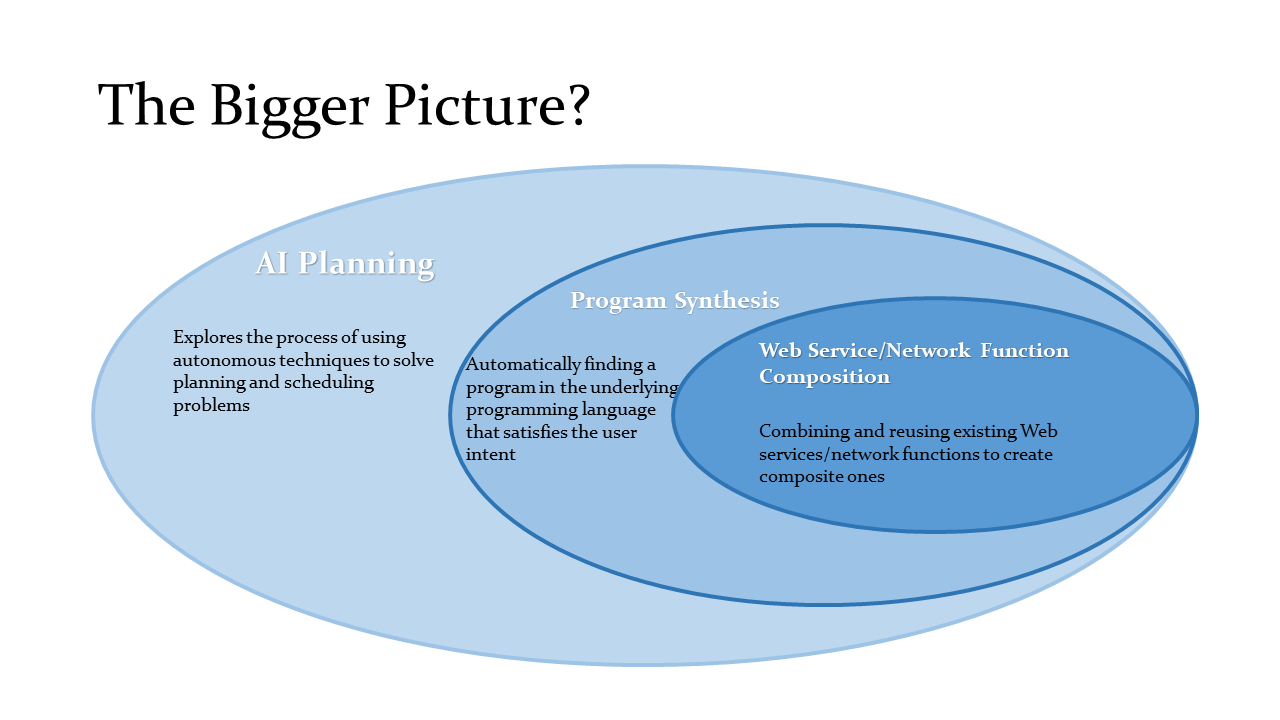 The Bigger Picture?
AI Planning
Explores the process of using
autonomous techniques to solve
planning and scheduling
problems
Program Synthesis
Automatically finding a
program in the underlying
programming language
that satisfies the user
intent
Web Service/Network Function
Composition
Combining and reusing existing Web
services/network functions to create
composite ones